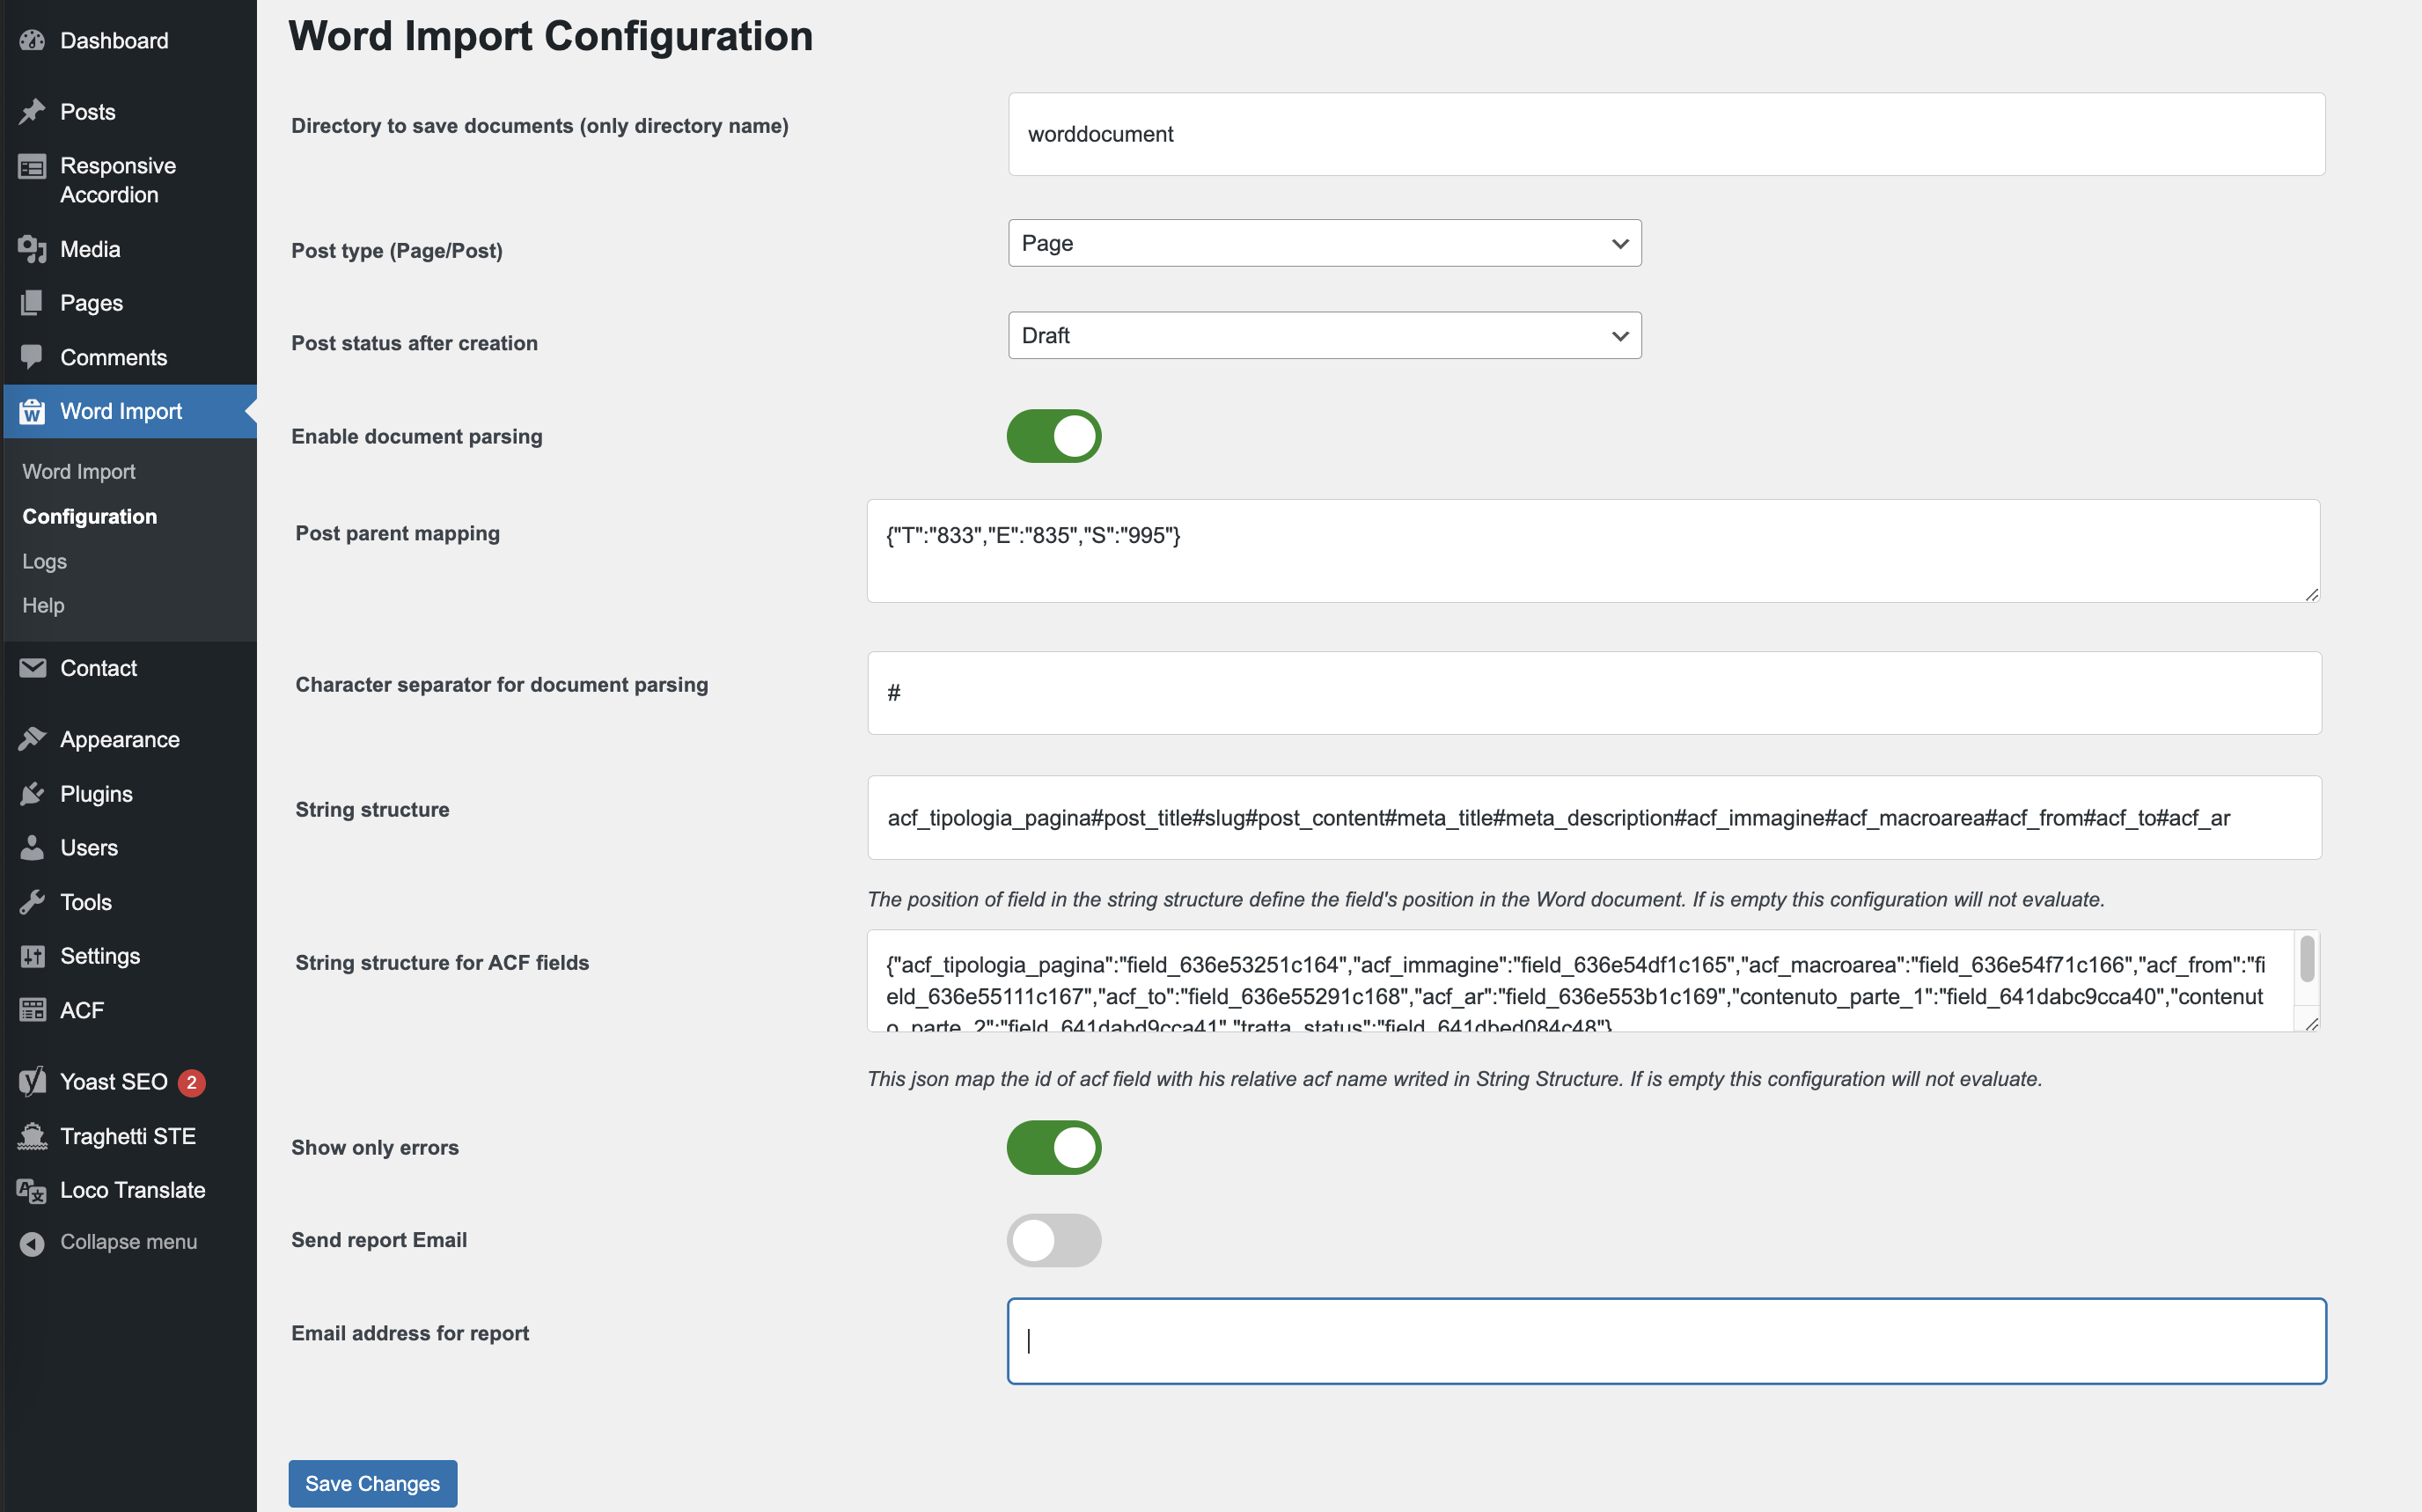 Dashboard
Posts
Responsive
Accordion
Media
Pages
Comments
Word Import
Word Import
Configuration
Logs
Help
Contact
Appearance
Plugins
Users
Tools
Settings
ACF
Yoast SEO 2
Traghetti STE
Loco Translate
Collapse menu
Word Import Configuration
Directory to save documents (only directory name)
worddocument
Post type (Page/Post)
Page
Post status after creation
Draft
Enable document parsing
Post parent mapping
{"T":"833","E":"835","S":"995"}
Character separator for document parsing
#
String structure
acf_tipologia_pagina#post_title#slug#post_content#meta_title#meta_description#acf_immagine#acf_macroarea#acf_from#acf_to#acf_ar
The position of field in the string structure define the field's position in the Word document. If is empty this configuration will not evaluate.
String structure for ACF fields
{"acf_tipologia_pagina":"field_636e53251c164","acf_immagine":"field_636e54df1c165","acf_macroarea":"field_636e54f71c166","acf_from":"fi
eld_636e55111c167","acf_to":"field_636e55291c168","acf_ar":"field_636e553b1c169","contenuto_parte_1":"field_641dabc9cca40","contenut
o_parte_2":"field_641dabd9cca41","tratta_status":"field_641dbed084c48"}
This json map the id of acf field with his relative acf name writed in String Structure. If is empty this configuration will not evaluate.
Show only errors
Send report Email
Email address for report
Save Changes